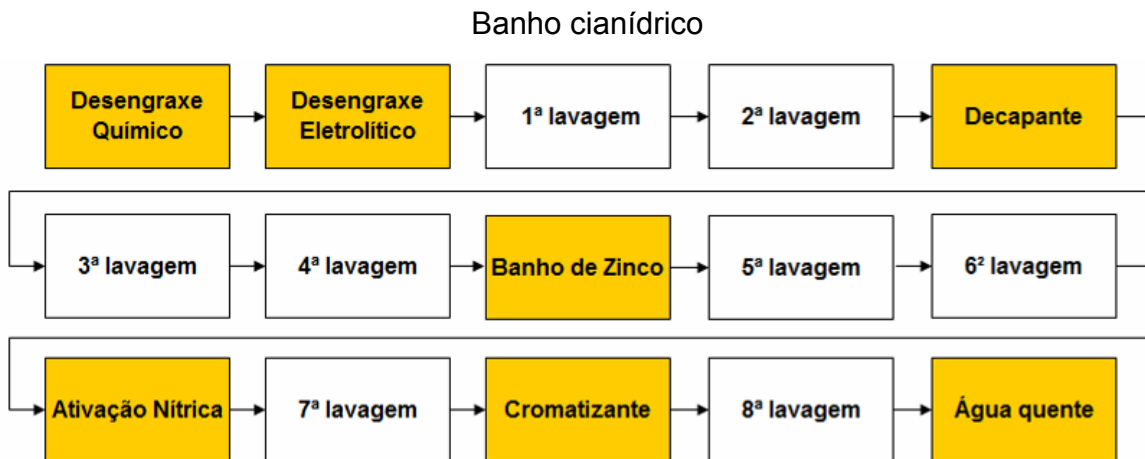 Banho cianídrico
Desengraxe
Químico
Desengraxe
Eletrolítico
1ª lavagem
2ª lavagem
Decapante
3ª lavagem
4ª lavagem
Banho de Zinco
5ª lavagem
6² lavagem
Ativação Nítrica
7ª lavagem
Cromatizante
8ª lavagem
Água quente